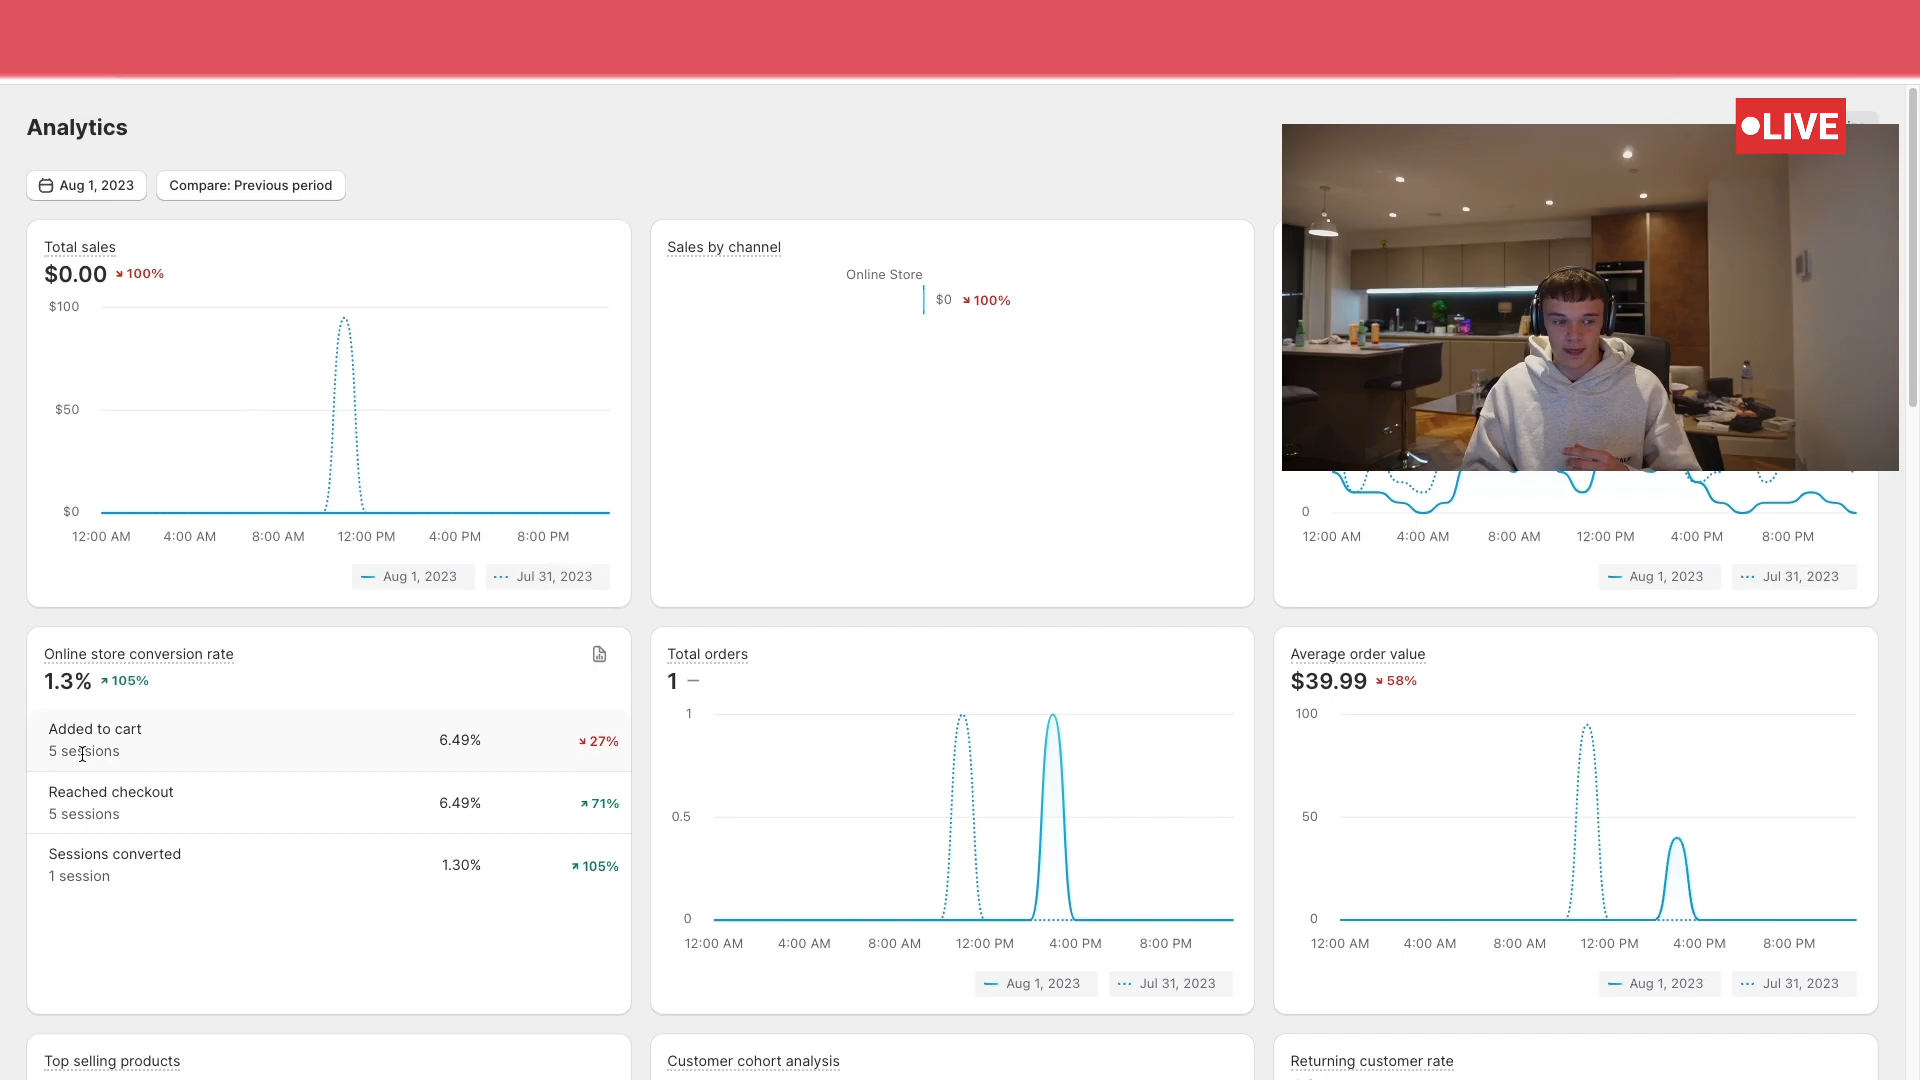 Analytics
LIVE
Aug 1, 2023
Compare: Previous period
Total sales
$0.00 100%
$100
$50
$0
12:00 AM 4:00 AM 8:00 AM 12:00 PM 4:00 PM 8:00 PM
Aug 1, 2023 Jul 31, 2023
Sales by channel
Online Store
$0 100%
0
12:00 AM 4:00 AM 8:00 AM 12:00 PM 4:00 PM 8:00 PM
Aug 1, 2023 Jul 31, 2023
Online store conversion rate
1.3% 105%
Added to cart
5 sessions
6.49% 27%
Reached checkout
5 sessions
6.49% 71%
Sessions converted
1 session
1.30% 105%
Total orders
1 —
1
0.5
0
12:00 AM 4:00 AM 8:00 AM 12:00 PM 4:00 PM 8:00 PM
Aug 1, 2023 Jul 31, 2023
Average order value
$39.99 58%
100
50
0
12:00 AM 4:00 AM 8:00 AM 12:00 PM 4:00 PM 8:00 PM
Aug 1, 2023 Jul 31, 2023
Top selling products
Customer cohort analysis
Returning customer rate